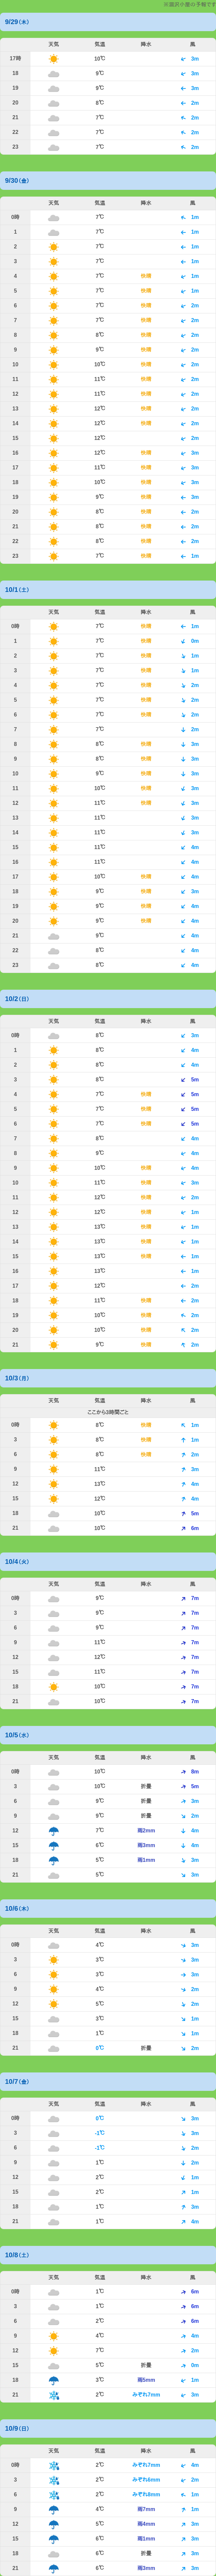 ※涸沢小屋の予報です
9/29(木)
天気 気温 降水 風
17時 10℃ 3m
18 9℃ 3m
19 9℃ 3m
20 8℃ 2m
21 7℃ 2m
22 7℃ 2m
23 7℃ 2m
9/30(金)
天気 気温 降水 風
0時 7℃ 1m
1 7℃ 1m
2 7℃ 1m
3 7℃ 1m
4 7℃ 快晴 1m
5 7℃ 快晴 1m
6 7℃ 快晴 2m
7 7℃ 快晴 2m
8 8℃ 快晴 2m
9 9℃ 快晴 2m
10 10℃ 快晴 2m
11 11℃ 快晴 2m
12 11℃ 快晴 2m
13 12℃ 快晴 2m
14 12℃ 快晴 2m
15 12℃ 2m
16 12℃ 快晴 3m
17 11℃ 快晴 3m
18 10℃ 快晴 3m
19 9℃ 快晴 3m
20 8℃ 快晴 2m
21 8℃ 快晴 2m
22 8℃ 快晴 2m
23 7℃ 快晴 1m
10/1(土)
天気 気温 降水 風
0時 7℃ 快晴 1m
1 7℃ 快晴 0m
2 7℃ 快晴 1m
3 7℃ 快晴 1m
4 7℃ 快晴 2m
5 7℃ 快晴 2m
6 7℃ 快晴 2m
7 7℃ 2m
8 8℃ 快晴 3m
9 8℃ 快晴 3m
10 9℃ 快晴 3m
11 10℃ 快晴 3m
12 11℃ 快晴 3m
13 11℃ 3m
14 11℃ 3m
15 11℃ 4m
16 11℃ 4m
17 10℃ 快晴 4m
18 9℃ 快晴 3m
19 9℃ 快晴 4m
20 9℃ 快晴 4m
21 9℃ 4m
22 8℃ 4m
23 8℃ 4m
10/2(日)
天気 気温 降水 風
0時 8℃ 3m
1 8℃ 4m
2 8℃ 4m
3 8℃ 5m
4 7℃ 快晴 5m
5 7℃ 快晴 5m
6 7℃ 快晴 5m
7 8℃ 4m
8 9℃ 4m
9 10℃ 快晴 4m
10 11℃ 快晴 3m
11 12℃ 快晴 2m
12 12℃ 快晴 1m
13 13℃ 快晴 1m
14 13℃ 快晴 1m
15 13℃ 快晴 1m
16 13℃ 1m
17 12℃ 2m
18 11℃ 快晴 2m
19 10℃ 快晴 2m
20 10℃ 快晴 2m
21 9℃ 快晴 2m
10/3(月)
天気 気温 降水 風
ここから3時間ごと
0時 8℃ 快晴 1m
3 8℃ 快晴 1m
6 8℃ 快晴 2m
9 11℃ 3m
12 13℃ 4m
15 12℃ 4m
18 10℃ 5m
21 10℃ 6m
10/4(火)
天気 気温 降水 風
0時 9℃ 7m
3 9℃ 7m
6 9℃ 7m
9 11℃ 7m
12 12℃ 7m
15 11℃ 7m
18 10℃ 7m
21 10℃ 7m
10/5(水)
天気 気温 降水 風
0時 10℃ 8m
3 10℃ 折畳 5m
6 9℃ 折畳 3m
9 9℃ 折畳 2m
12 7℃ 雨2mm 4m
15 6℃ 雨3mm 4m
18 5℃ 雨1mm 3m
21 5℃ 3m
10/6(木)
天気 気温 降水 風
0時 4℃ 3m
3 3℃ 3m
6 3℃ 3m
9 4℃ 2m
12 5℃ 2m
15 3℃ 1m
18 1℃ 1m
21 0℃ 折畳 2m
10/7(金)
天気 気温 降水 風
0時 0℃ 3m
3 -1℃ 3m
6 -1℃ 2m
9 1℃ 2m
12 2℃ 1m
15 2℃ 1m
18 1℃ 3m
21 1℃ 4m
10/8(土)
天気 気温 降水 風
0時 1℃ 6m
3 1℃ 6m
6 2℃ 6m
9 4℃ 4m
12 7℃ 2m
15 5℃ 折畳 0m
18 3℃ 雨5mm 1m
21 2℃ みぞれ7mm 3m
10/9(日)
天気 気温 降水 風
0時 2℃ みぞれ7mm 4m
3 2℃ みぞれ6mm 2m
6 2℃ みぞれ8mm 1m
9 4℃ 雨7mm 1m
12 5℃ 雨4mm 3m
15 6℃ 雨1mm 3m
18 6℃ 折畳 3m
21 6℃ 雨3mm 3m